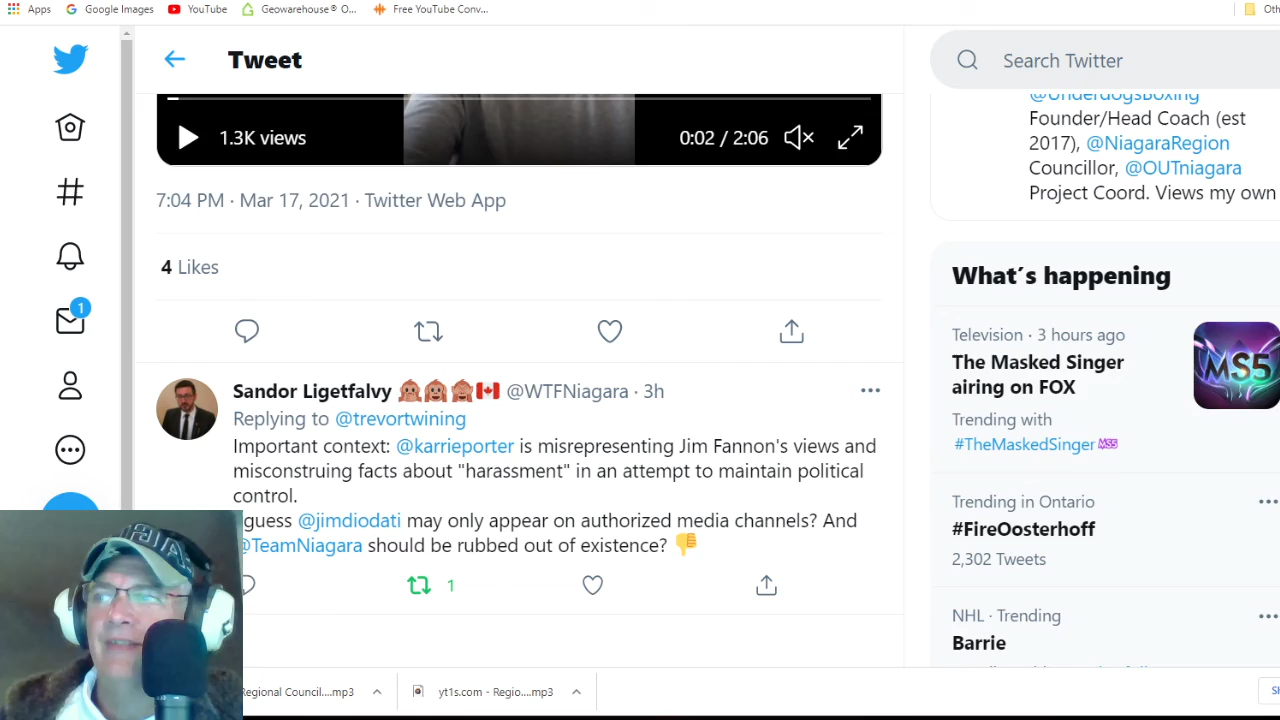 Apps Google Images YouTube Geowarehouse® O... Free YouTube Conv... Oth
Tweet
Search Twitter
1.3K views 0:02 / 2:06
7:04 PM · Mar 17, 2021 · Twitter Web App
4 Likes
1
Sandor Ligetfalvy @WTFNiagara · 3h
Replying to @trevortwining
Important context: @karrieporter is misrepresenting Jim Fannon's views and
misconstruing facts about "harassment" in an attempt to maintain political
control.
guess @jimdiodati may only appear on authorized media channels? And
@TeamNiagara should be rubbed out of existence?
1
@UnderdogsBoxing
Founder/Head Coach (est
2017), @NiagaraRegion
Councillor, @OUTniagara
Project Coord. Views my own
What's happening
Television · 3 hours ago
The Masked Singer
airing on FOX
Trending with
#TheMaskedSinger
MS5
Trending in Ontario
#FireOosterhoff
2,302 Tweets
NHL · Trending
Barrie
Regional Council....mp3 yt1s.com - Regio....mp3